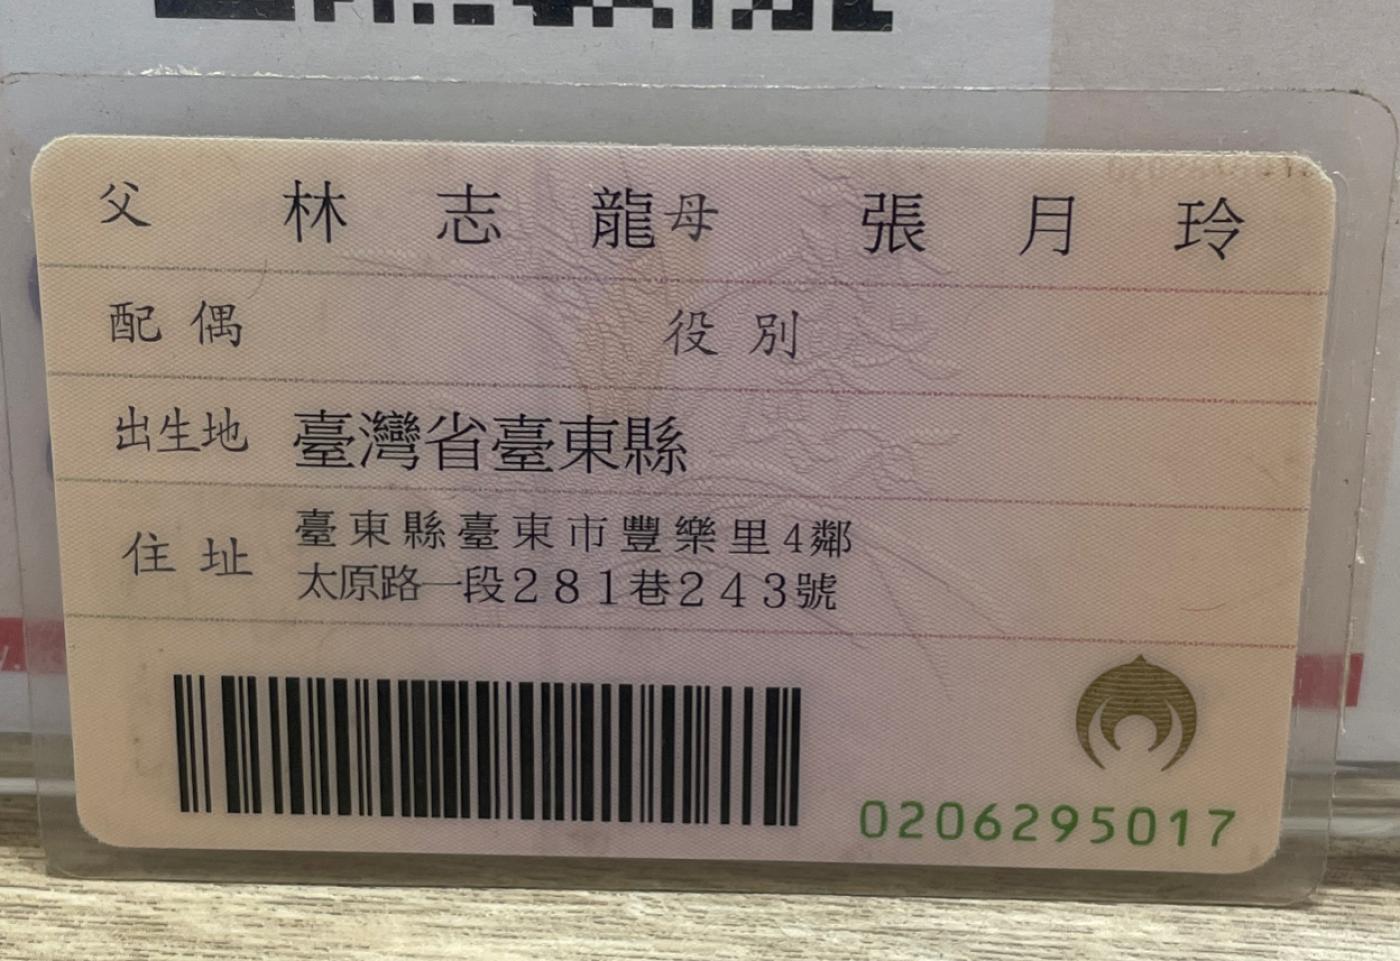 父 林志龍 母 張月玲
配偶 役別
出生地 臺灣省臺東縣
住址 臺東縣臺東市豐樂里4鄰
太原路一段281巷243號
0206295017